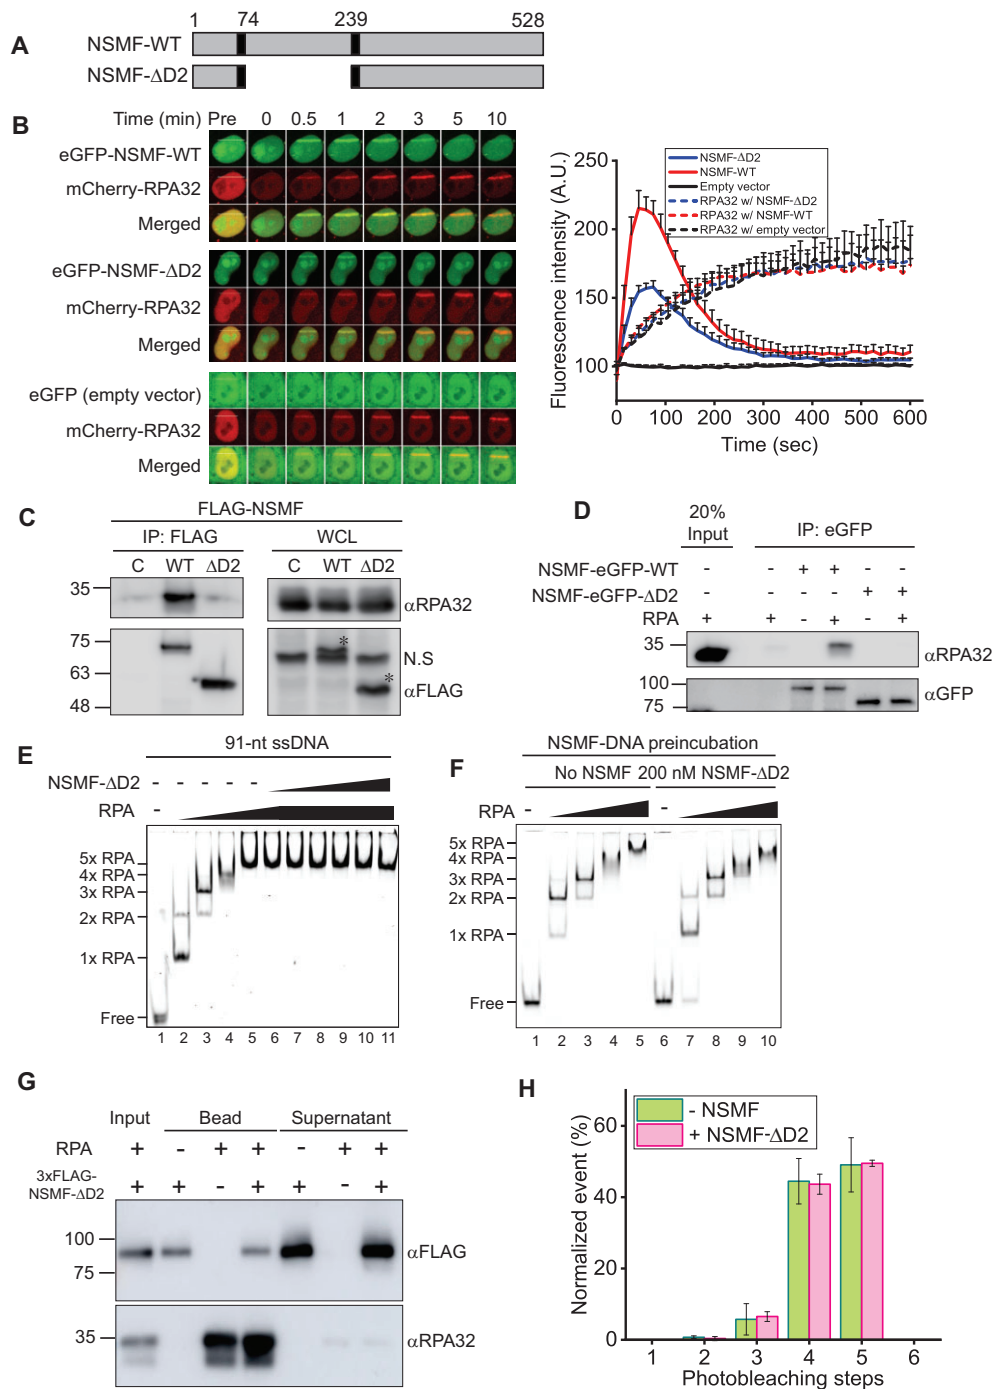 A
1 74 239 528
NSMF-WT
NSMF-ΔD2
B
Time (min) Pre 0 0.5 1 2 3 5 10
eGFP-NSMF-WT
mCherry-RPA32
Merged
eGFP-NSMF-ΔD2
mCherry-RPA32
Merged
eGFP (empty vector)
mCherry-RPA32
Merged
Fluorescence intensity (A.U.)
250
200
150
100
NSMF-ΔD2
NSMF-WT
Empty vector
RPA32 w/ NSMF-ΔD2
RPA32 w/ NSMF-WT
RPA32 w/ empty vector
0 100 200 300 400 500 600
Time (sec)
C
FLAG-NSMF
IP: FLAG WCL
C WT ΔD2 C WT ΔD2
35
αRPA32
75
63
48
*
*
N.S
αFLAG
D
20%
Input
IP: eGFP
NSMF-eGFP-WT - - + + - -
NSMF-eGFP-ΔD2 - - - - + +
RPA + + - + - +
35
αRPA32
100
75
αGFP
E
91-nt ssDNA
NSMF-ΔD2 - - - - -
RPA -
5x RPA
4x RPA
3x RPA
2x RPA
1x RPA
Free
1 2 3 4 5 6 7 8 9 10 11
F
NSMF-DNA preincubation
No NSMF 200 nM NSMF-ΔD2
RPA - -
5x RPA
4x RPA
3x RPA
2x RPA
1x RPA
Free
1 2 3 4 5 6 7 8 9 10
G
Input Bead Supernatant
RPA + - + + - + +
3xFLAG-
NSMF-ΔD2 + + - + + - +
100
75
αFLAG
35
αRPA32
H
Normalized event (%)
60
40
20
0
- NSMF
+ NSMF-ΔD2
1 2 3 4 5 6
Photobleaching steps